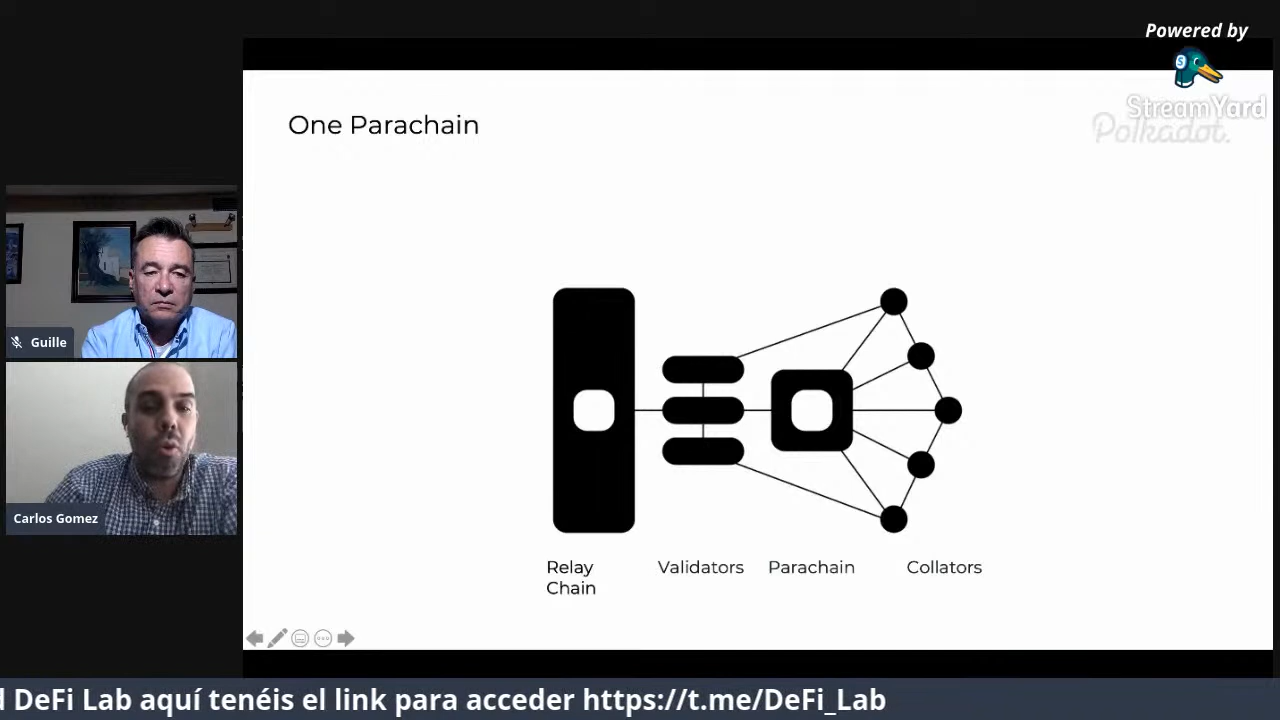 Powered by
StreamYard
Polkadot.
One Parachain
Guille
Carlos Gomez
Relay
Chain
Validators
Parachain
Collators
DeFi Lab aquí tenéis el link para acceder https://t.me/DeFi_Lab